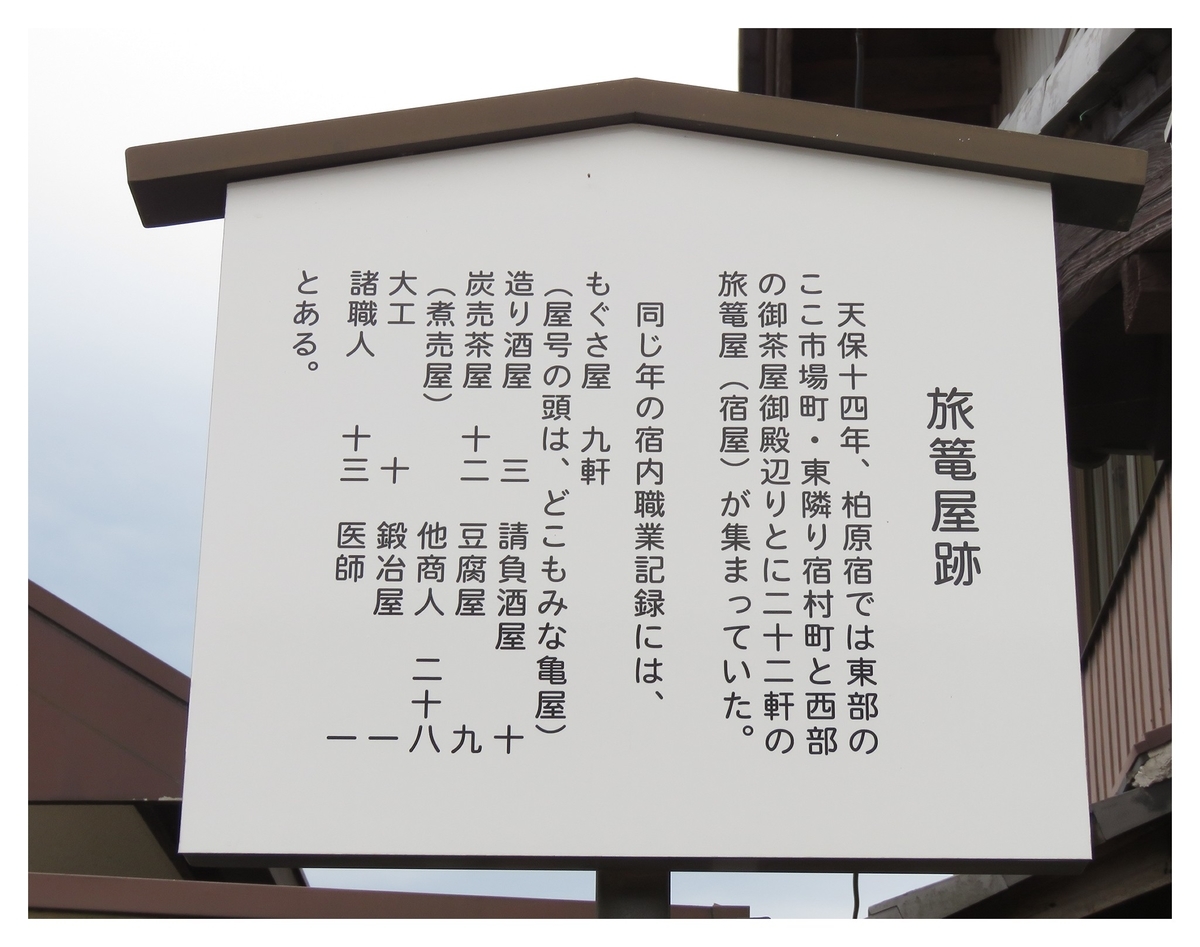 旅篭屋跡
天保十四年、柏原宿では東部の
ここ市場町・東隣り宿村町と西部
の御茶屋御殿辺りとに二十二軒の
旅篭屋（宿屋）が集まっていた。
同じ年の宿内職業記録には、
もぐさ屋　九軒
（屋号の頭は、どこもみな亀屋）
造り酒屋　三　請負酒屋　十
炭売茶屋　十二　豆腐屋　九
（煮売屋）　他商人　二十八
大工　十　鍛冶屋　一
諸職人　十三　医師　一
とある。